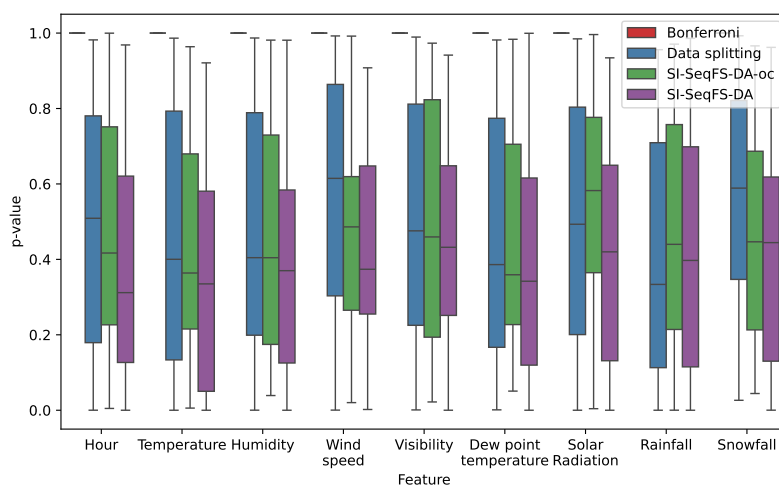 Bonferroni
Data splitting
SI-SeqFS-DA-oc
SI-SeqFS-DA
1.0
0.8
0.6
0.4
0.2
0.0
p-value
Hour
Temperature
Humidity
Wind
speed
Visibility
Dew point
temperature
Solar
Radiation
Rainfall
Snowfall
Feature